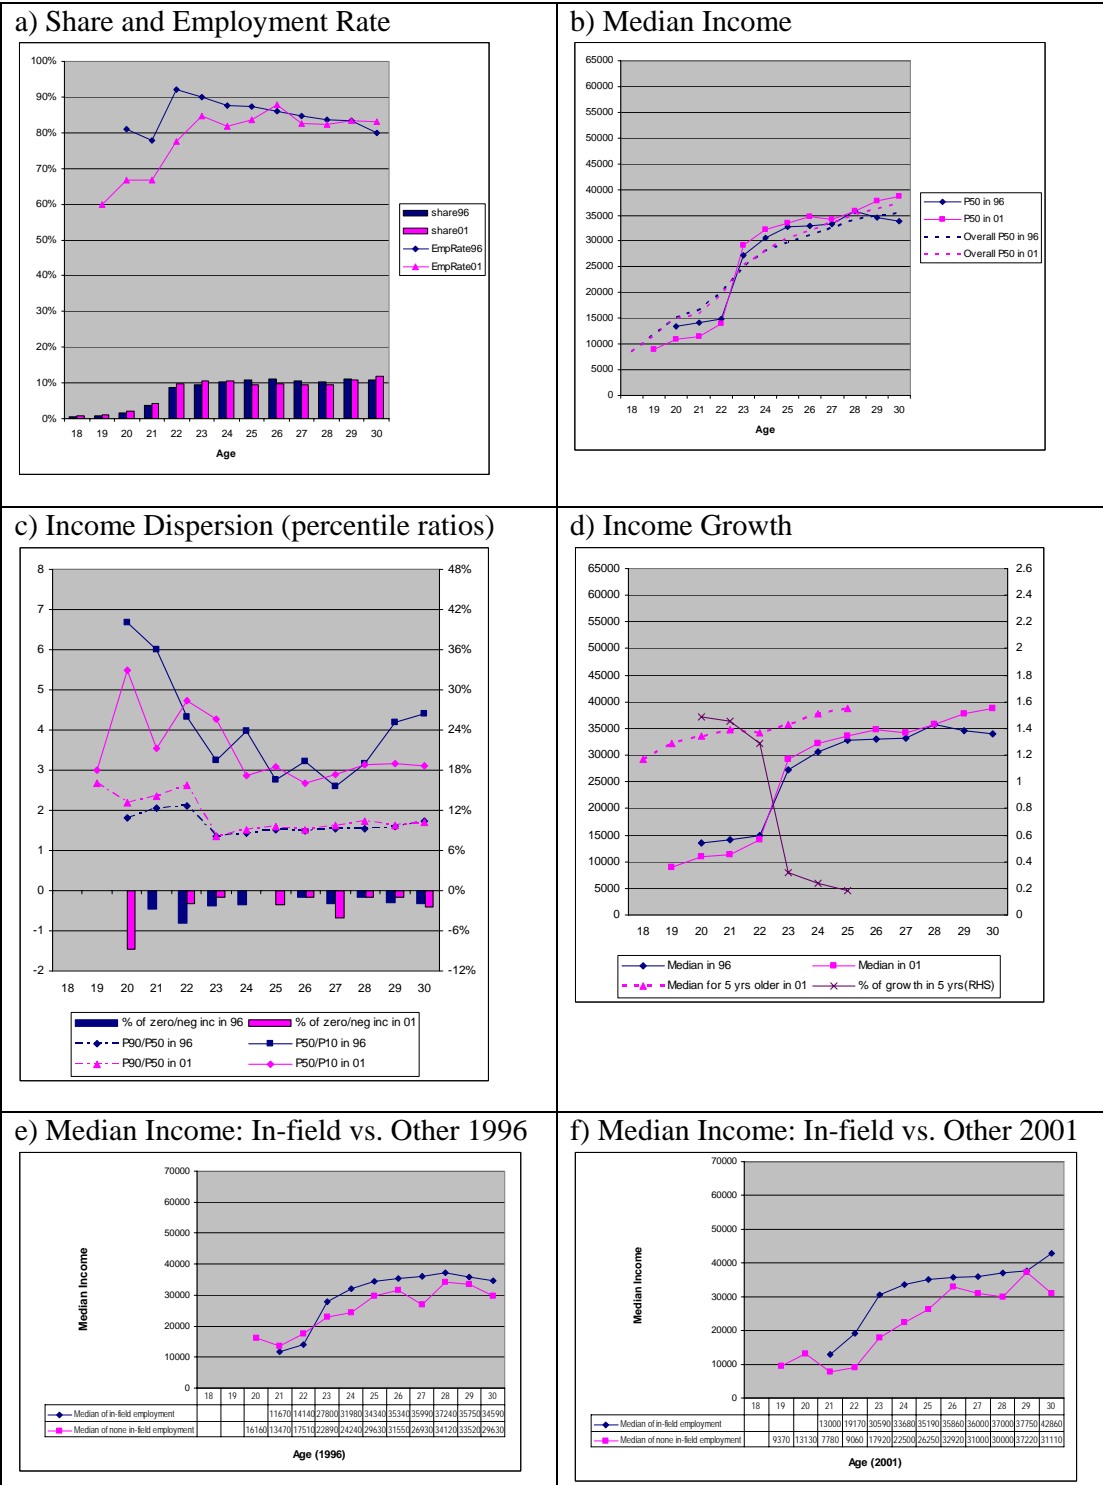 a) Share and Employment Rate
100%
90%
80%
70%
60%
50%
40%
30%
20%
10%
0%
18 19 20 21 22 23 24 25 26 27 28 29 30
Age
share96
share01
EmpRate96
EmpRate01
b) Median Income
65000
60000
55000
50000
45000
40000
35000
30000
25000
20000
15000
10000
5000
0
18 19 20 21 22 23 24 25 26 27 28 29 30
Age
P50 in 96
P50 in 01
Overall P50 in 96
Overall P50 in 01
c) Income Dispersion (percentile ratios)
8 48%
7 42%
6 36%
5 30%
4 24%
3 18%
2 12%
1 6%
0 0%
-1 -6%
-2 -12%
18 19 20 21 22 23 24 25 26 27 28 29 30
% of zero/neg inc in 96 % of zero/neg inc in 01
P90/P50 in 96 P50/P10 in 96
P90/P50 in 01 P50/P10 in 01
d) Income Growth
65000 2.6
60000 2.4
55000 2.2
50000 2
45000 1.8
40000 1.6
35000 1.4
30000 1.2
25000 1
20000 0.8
15000 0.6
10000 0.4
5000 0.2
0 0
18 19 20 21 22 23 24 25 26 27 28 29 30
Median in 96 Median in 01
Median for 5 yrs older in 01 % of growth in 5 yrs(RHS)
e) Median Income: In-field vs. Other 1996
Median Income
70000
60000
50000
40000
30000
20000
10000
0
18 19 20 21 22 23 24 25 26 27 28 29 30
Median of in-field employment 11670 14140 27800 31980 34340 35340 35990 37240 35750 34590
Median of none in-field employment 16160 13470 17510 22890 24240 29630 31550 26930 34120 33520 29630
Age (1996)
f) Median Income: In-field vs. Other 2001
Median Income
70000
60000
50000
40000
30000
20000
10000
0
18 19 20 21 22 23 24 25 26 27 28 29 30
Median of in-field employment 13000 19170 30590 33680 35190 35860 36000 37000 37750 42860
Median of none in-field employment 9370 13130 7780 9060 17920 22500 26250 32920 31000 30000 37220 31110
Age (2001)